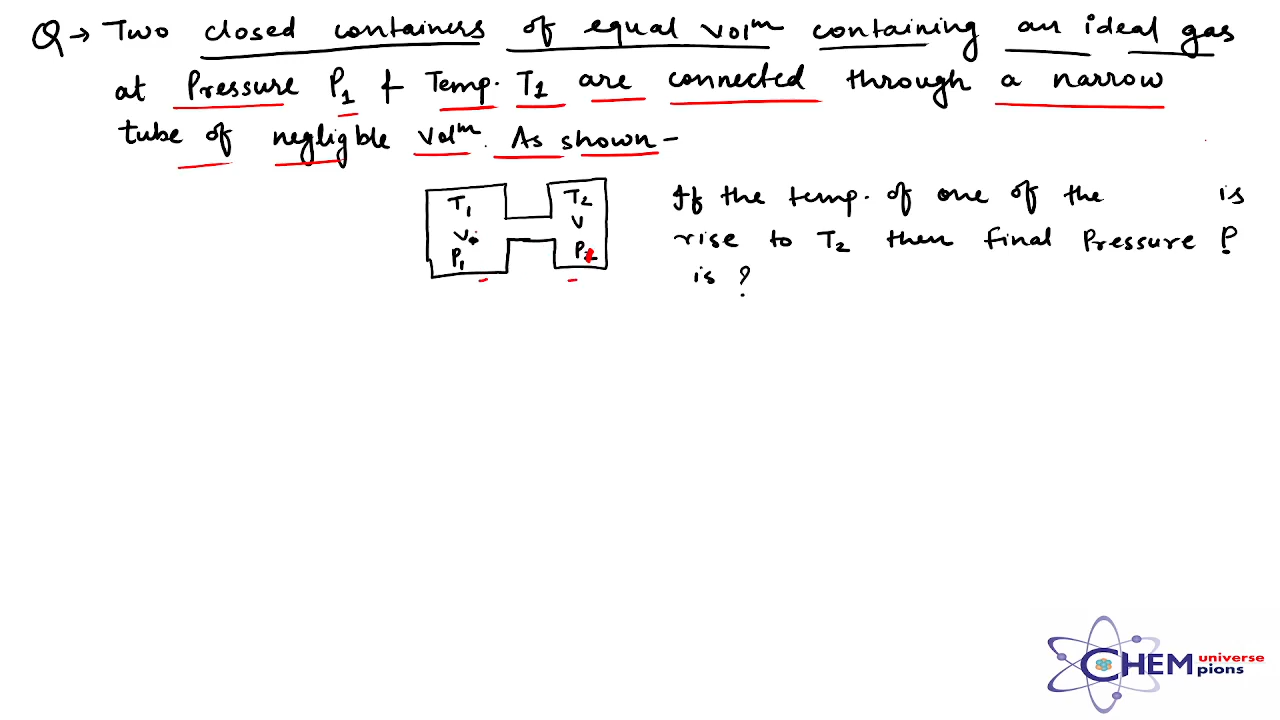 Q → Two closed containers of equal volm containing an ideal gas
at Pressure P1 & Temp. T1 are connected through a narrow
tube of negligble volm. As shown -
T1 T2
V V
P1
If the temp. of one of the is
rise to T2 then final Pressure P
is ?
CHEM universe
pions